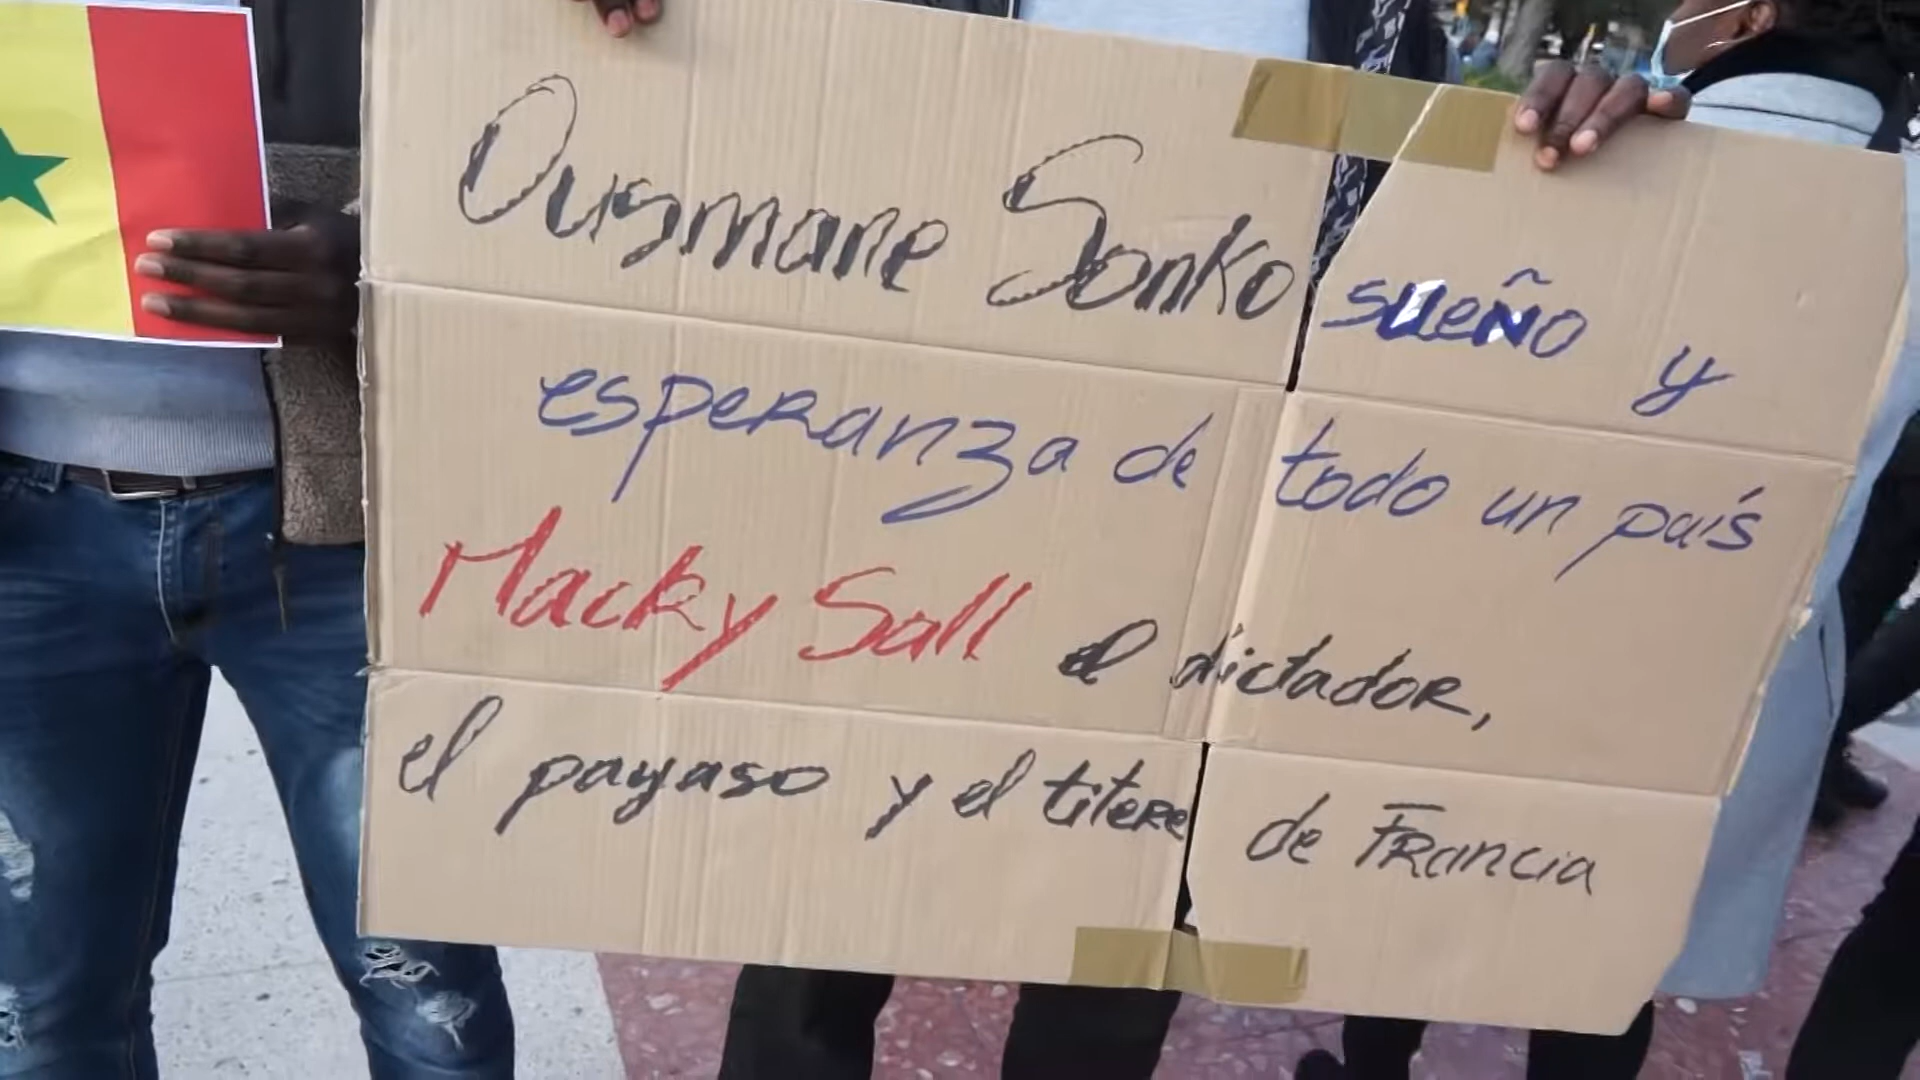 Ousmane Sonko sueño y
esperanza de todo un país
Macky Sall el dictador,
el payaso y el titere de Francia